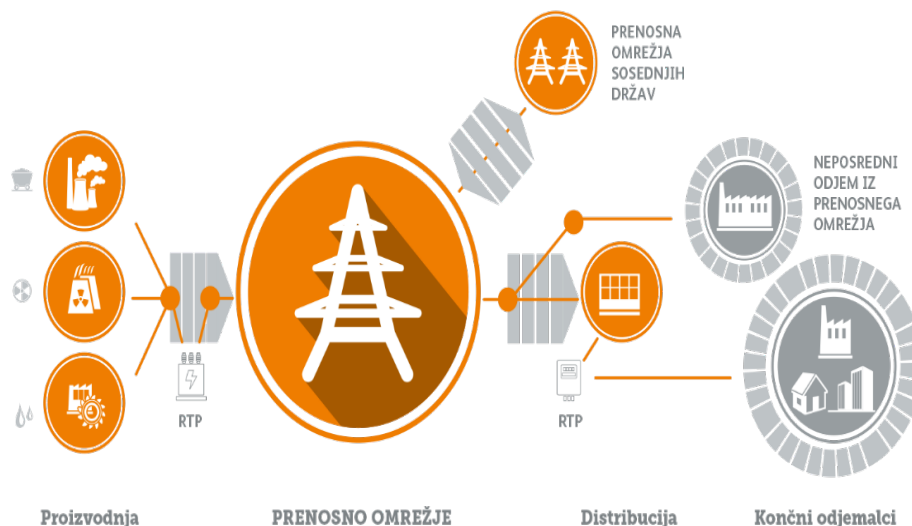 PRENOSNA
OMREŽJA
SOSEDNJIH
DRŽAV
NEPOSREDNI
ODJEM IZ
PRENOSNEGA
OMREŽJA
RTP
RTP
Proizvodnja
PRENOSNO OMREŽJE
Distribucija
Končni odjemalci